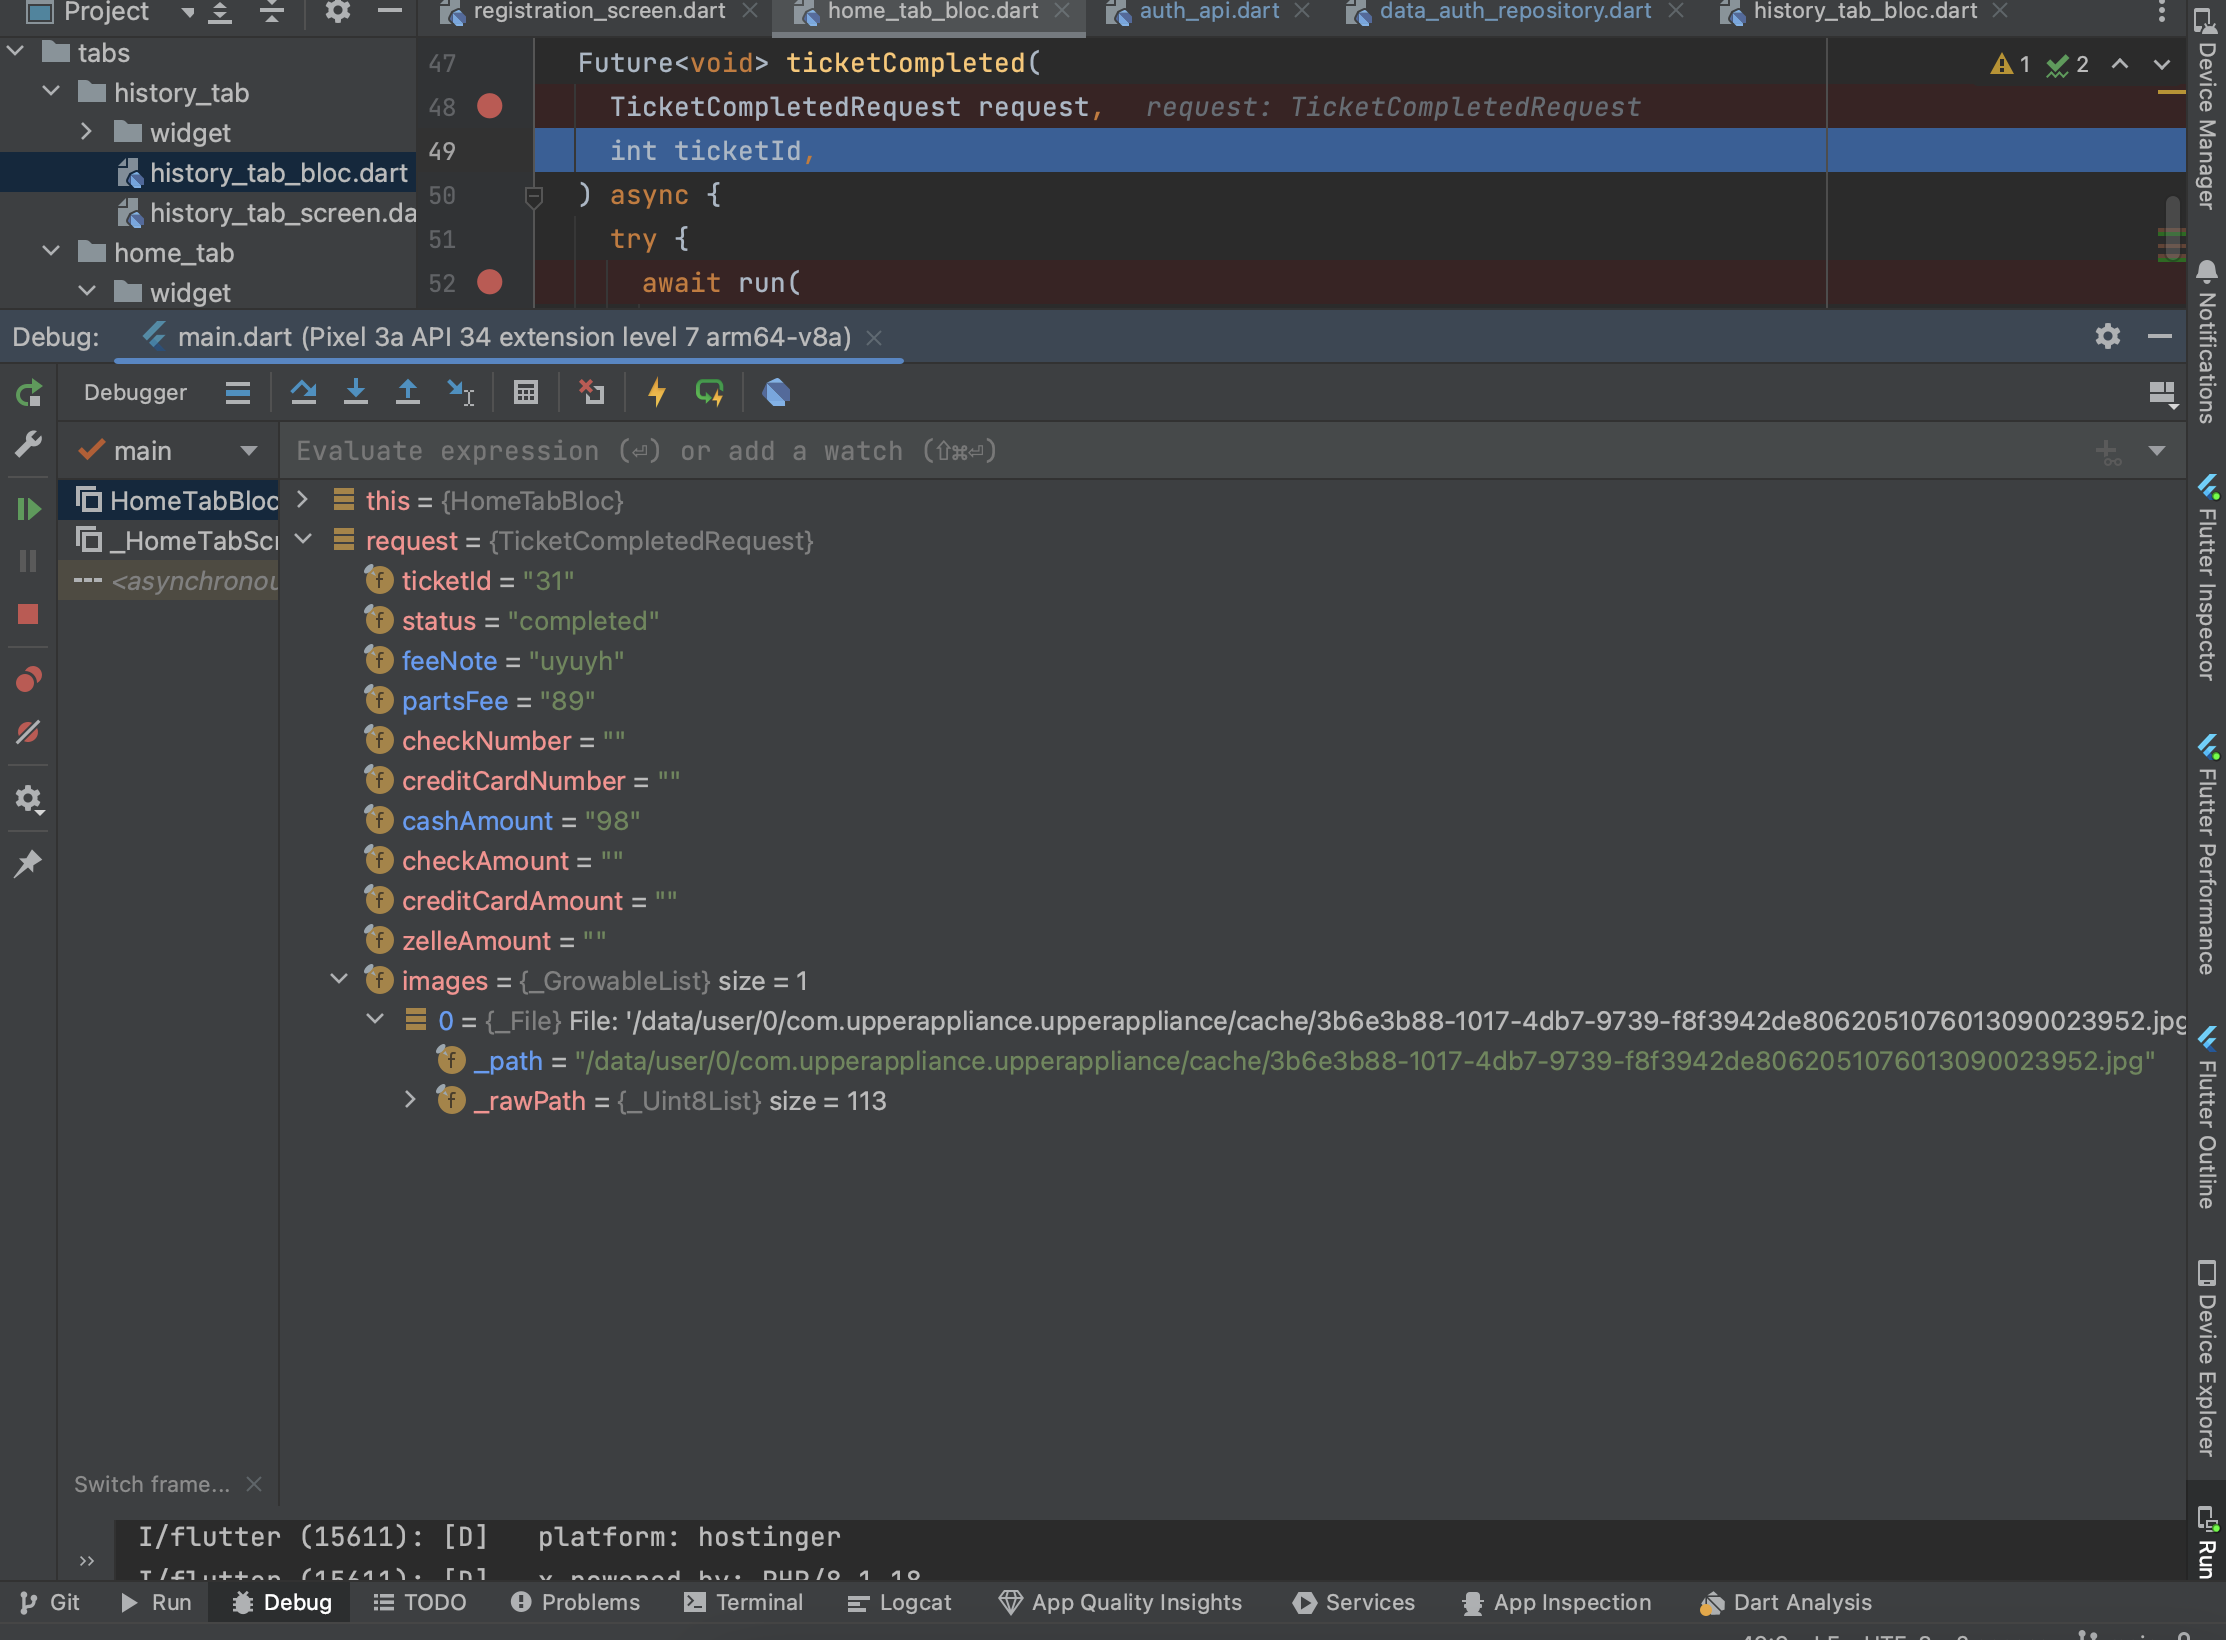 Project
registration_screen.dart
home_tab_bloc.dart
auth_api.dart
data_auth_repository.dart
history_tab_bloc.dart
tabs
history_tab
widget
history_tab_bloc.dart
history_tab_screen.da
home_tab
widget
47 Future<void> ticketCompleted(
48 TicketCompletedRequest request, request: TicketCompletedRequest
49 int ticketId,
50 ) async {
51 try {
52 await run(
1 2
Debug: main.dart (Pixel 3a API 34 extension level 7 arm64-v8a)
Debugger
main
Evaluate expression (⏎) or add a watch (⇧⌘⏎)
HomeTabBloc
_HomeTabScr
<asynchronou
this = {HomeTabBloc}
request = {TicketCompletedRequest}
ticketId = "31"
status = "completed"
feeNote = "uyuyh"
partsFee = "89"
checkNumber = ""
creditCardNumber = ""
cashAmount = "98"
checkAmount = ""
creditCardAmount = ""
zelleAmount = ""
images = {_GrowableList} size = 1
0 = {_File} File: '/data/user/0/com.upperappliance.upperappliance/cache/3b6e3b88-1017-4db7-9739-f8f3942de8062051076013090023952.jpg
_path = "/data/user/0/com.upperappliance.upperappliance/cache/3b6e3b88-1017-4db7-9739-f8f3942de8062051076013090023952.jpg"
_rawPath = {_Uint8List} size = 113
Switch frame...
I/flutter (15611): [D] platform: hostinger
I/flutter (15611): [D] x-powered-by: PHP/8.1.18
Git
Run
Debug
TODO
Problems
Terminal
Logcat
App Quality Insights
Services
App Inspection
Dart Analysis
Device Manager
Notifications
Flutter Inspector
Flutter Performance
Flutter Outline
Device Explorer
Run